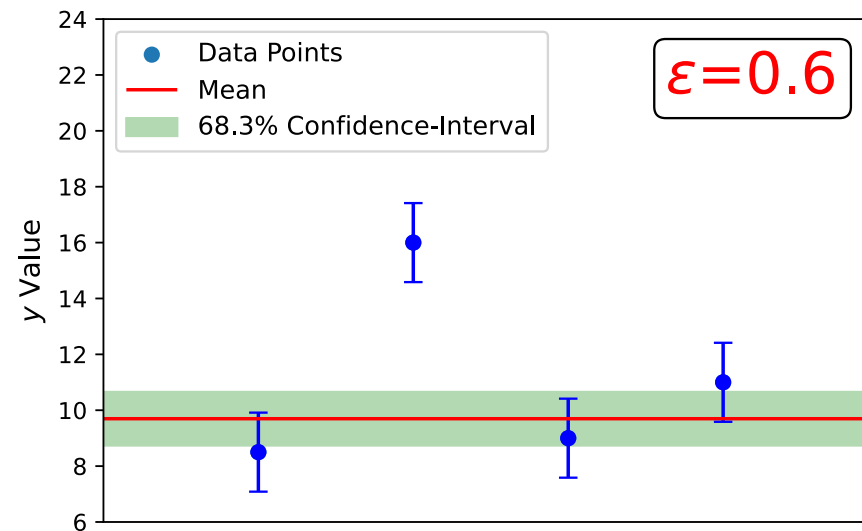 24
22
20
18
16
14
12
10
8
6
y Value
Data Points
Mean
68.3% Confidence-Interval
ε=0.6